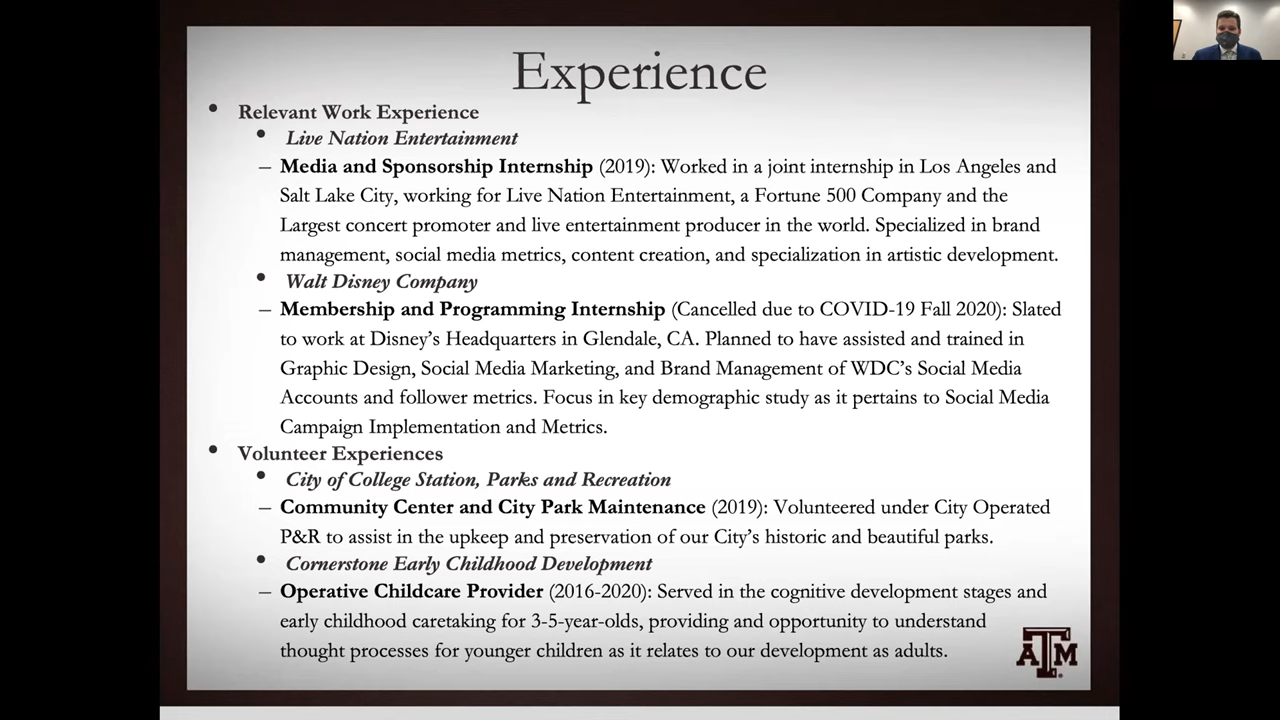 Experience
• Relevant Work Experience
• Live Nation Entertainment
– Media and Sponsorship Internship (2019): Worked in a joint internship in Los Angeles and
Salt Lake City, working for Live Nation Entertainment, a Fortune 500 Company and the
Largest concert promoter and live entertainment producer in the world. Specialized in brand
management, social media metrics, content creation, and specialization in artistic development.
• Walt Disney Company
– Membership and Programming Internship (Cancelled due to COVID-19 Fall 2020): Slated
to work at Disney's Headquarters in Glendale, CA. Planned to have assisted and trained in
Graphic Design, Social Media Marketing, and Brand Management of WDC's Social Media
Accounts and follower metrics. Focus in key demographic study as it pertains to Social Media
Campaign Implementation and Metrics.
• Volunteer Experiences
• City of College Station, Parks and Recreation
– Community Center and City Park Maintenance (2019): Volunteered under City Operated
P&R to assist in the upkeep and preservation of our City's historic and beautiful parks.
• Cornerstone Early Childhood Development
– Operative Childcare Provider (2016-2020): Served in the cognitive development stages and
early childhood caretaking for 3-5-year-olds, providing and opportunity to understand
thought processes for younger children as it relates to our development as adults.
ATM